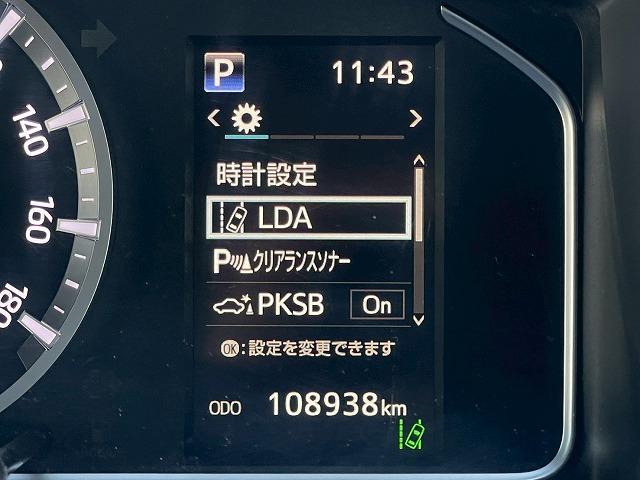 P 11:43
時計設定
LDA
Pクリアランスソナー
PKSB On
OK:設定を変更できます
ODO 108938km
140
160
180